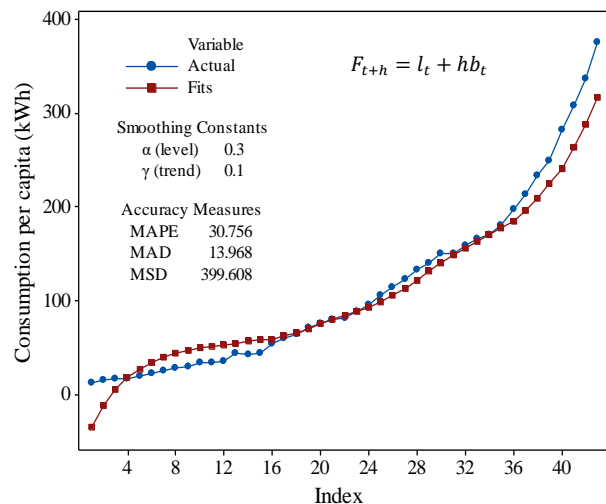 Variable
Actual
Fits
F_{t+h} = l_t + hb_t
Smoothing Constants
α (level) 0.3
γ (trend) 0.1
Accuracy Measures
MAPE 30.756
MAD 13.968
MSD 399.608
Consumption per capita (kWh)
400
300
200
100
0
4 8 12 16 20 24 28 32 36 40
Index